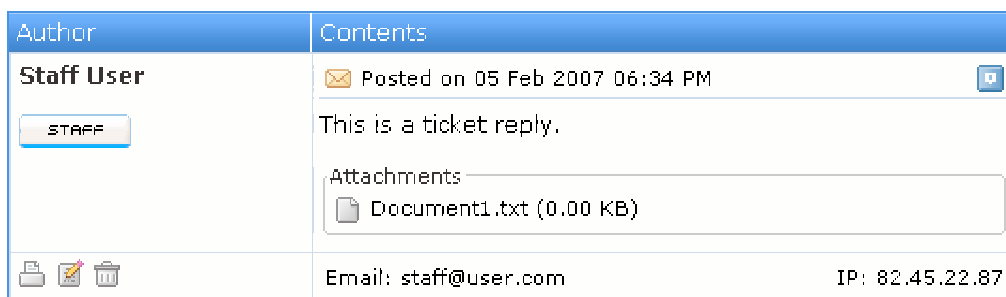 Author Contents
Staff User
Posted on 05 Feb 2007 06:34 PM
STAFF
This is a ticket reply.
Attachments
Document1.txt (0.00 KB)
Email: staff@user.com IP: 82.45.22.87